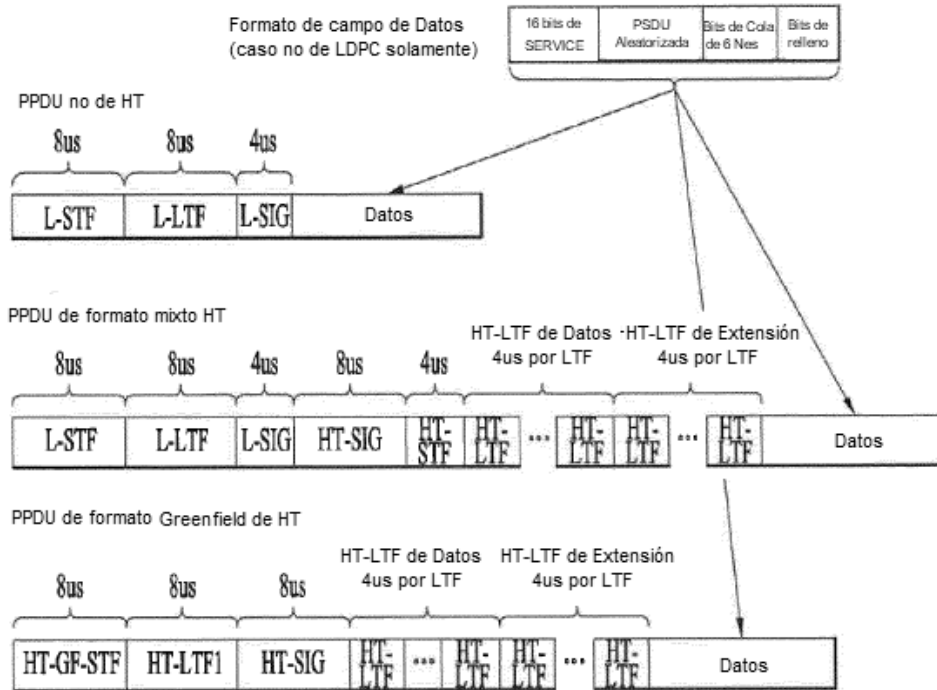 Formato de campo de Datos
(caso no de LDPC solamente)
16 bits de
SERVICE
PSDU
Aleatorizada
Bits de Cola
de 6 Nes
Bits de
relleno
PPDU no de HT
8us 8us 4us
L-STF L-LTF L-SIG Datos
PPDU de formato mixto HT
HT-LTF de Datos
4us por LTF
HT-LTF de Extensión
4us por LTF
8us 8us 4us 8us 4us
L-STF L-LTF L-SIG HT-SIG HT-STF HT-LTF ... HT-LTF HT-LTF ... HT-LTF Datos
PPDU de formato Greenfield de HT
HT-LTF de Datos
4us por LTF
HT-LTF de Extensión
4us por LTF
8us 8us 8us
HT-GF-STF HT-LTF1 HT-SIG HT-LTF ... HT-LTF HT-LTF ... HT-LTF Datos